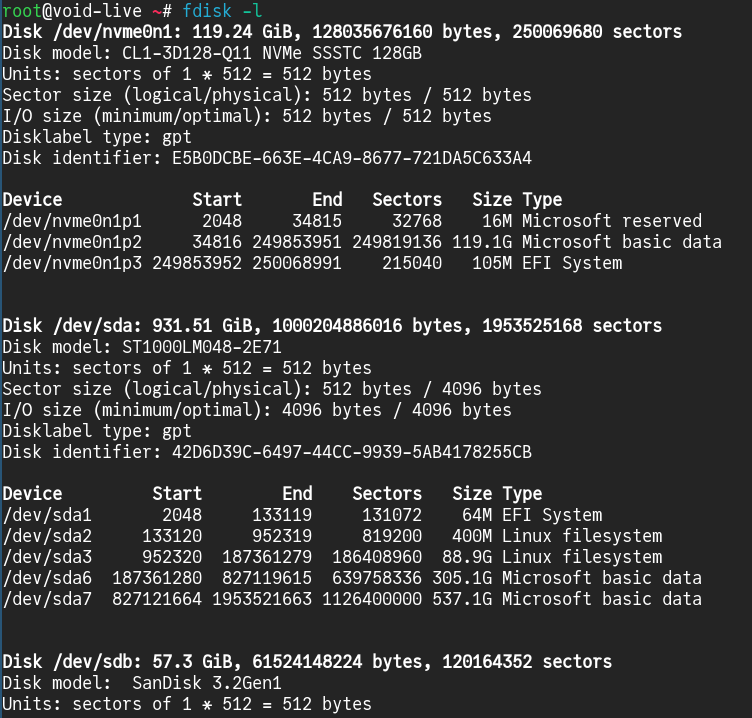 root@void-live ~# fdisk -l
Disk /dev/nvme0n1: 119.24 GiB, 128035676160 bytes, 250069680 sectors
Disk model: CL1-3D128-Q11 NVMe SSSTC 128GB
Units: sectors of 1 * 512 = 512 bytes
Sector size (logical/physical): 512 bytes / 512 bytes
I/O size (minimum/optimal): 512 bytes / 512 bytes
Disklabel type: gpt
Disk identifier: E5B0DCBE-663E-4CA9-8677-721DA5C633A4
Device Start End Sectors Size Type
/dev/nvme0n1p1 2048 34815 32768 16M Microsoft reserved
/dev/nvme0n1p2 34816 249853951 249819136 119.1G Microsoft basic data
/dev/nvme0n1p3 249853952 250068991 215040 105M EFI System
Disk /dev/sda: 931.51 GiB, 1000204886016 bytes, 1953525168 sectors
Disk model: ST1000LM048-2E71
Units: sectors of 1 * 512 = 512 bytes
Sector size (logical/physical): 512 bytes / 4096 bytes
I/O size (minimum/optimal): 4096 bytes / 4096 bytes
Disklabel type: gpt
Disk identifier: 42D6D39C-6497-44CC-9939-5AB4178255CB
Device Start End Sectors Size Type
/dev/sda1 2048 133119 131072 64M EFI System
/dev/sda2 133120 952319 819200 400M Linux filesystem
/dev/sda3 952320 187361279 186408960 88.9G Linux filesystem
/dev/sda6 187361280 827119615 639758336 305.1G Microsoft basic data
/dev/sda7 827121664 1953521663 1126400000 537.1G Microsoft basic data
Disk /dev/sdb: 57.3 GiB, 61524148224 bytes, 120164352 sectors
Disk model:  SanDisk 3.2Gen1
Units: sectors of 1 * 512 = 512 bytes